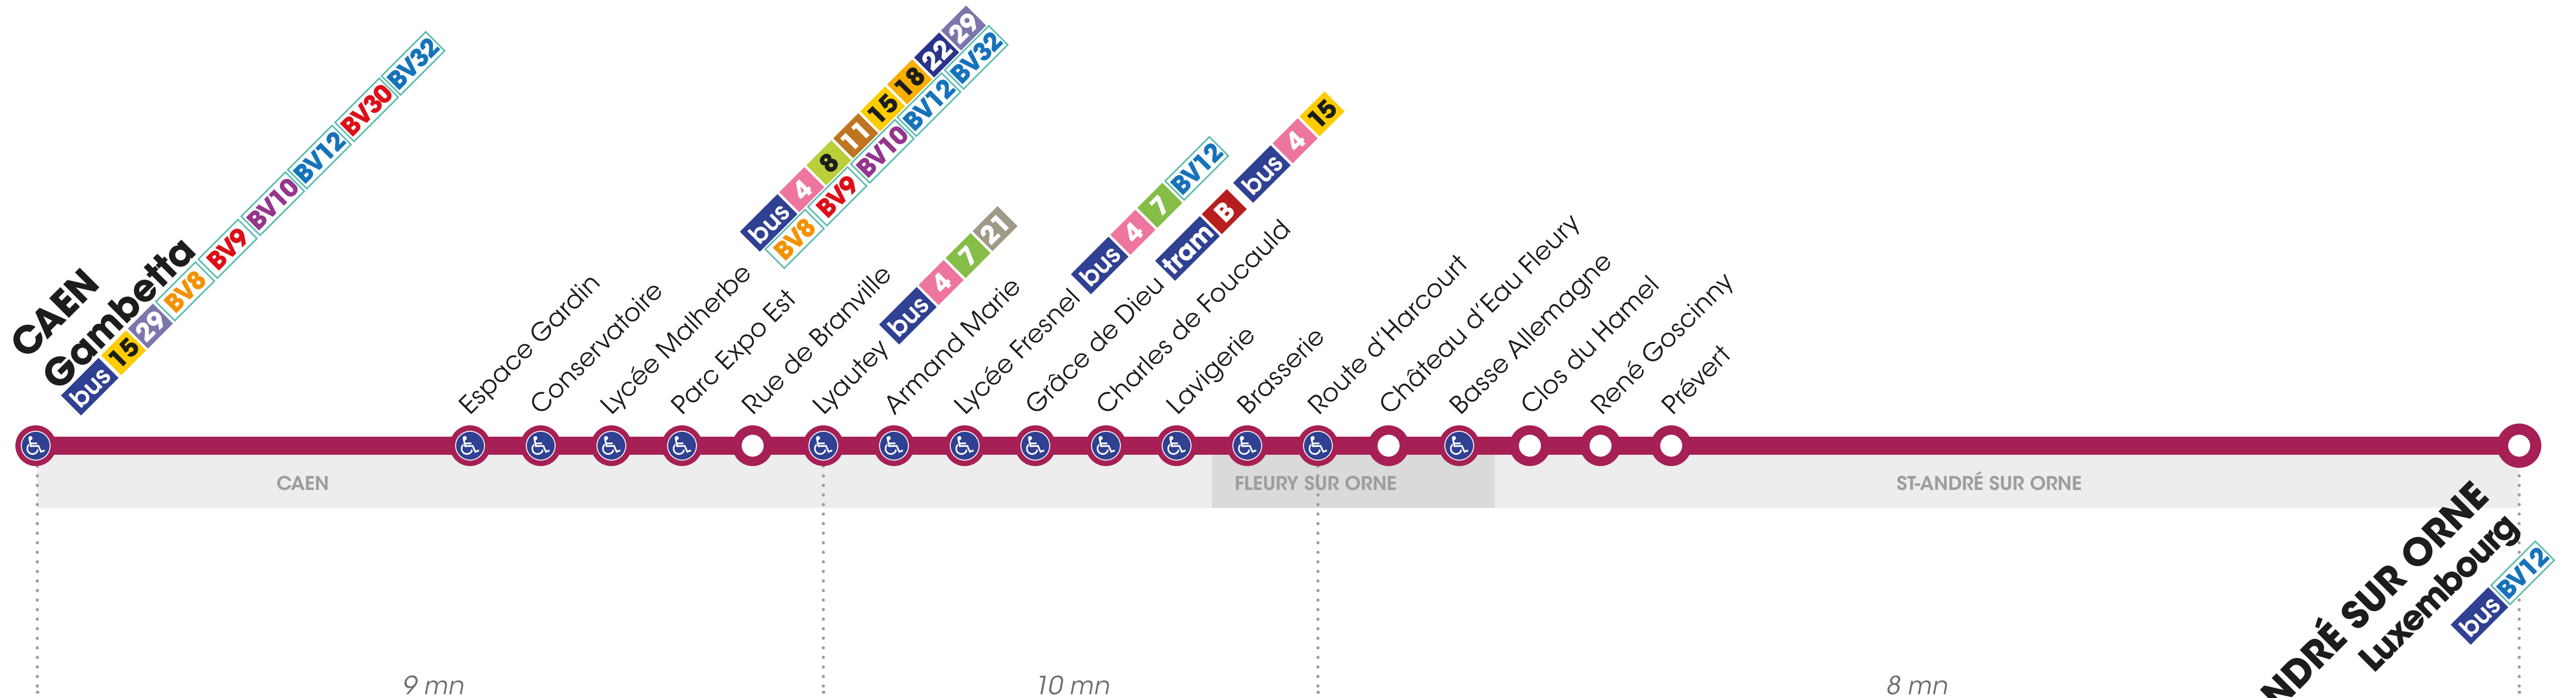 CAEN
Gambetta
bus 15 29 BV8 BV9 BV10 BV12 BV30 BV32
Espace Gardin
Conservatoire
Lycée Malherbe
bus 4 8 11 15 18 22 29
BV8 BV9 BV10 BV12 BV32
Parc Expo Est
Rue de Branville
Lyautey bus 4 7 21
Armand Marie
Lycée Fresnel bus 4 7 BV12
Grâce de Dieu tram B bus 4 15
Charles de Foucauld
Lavigerie
Brasserie
Route d'Harcourt
Château d'Eau Fleury
Basse Allemagne
Clos du Hamel
René Goscinny
Prévert
CAEN
FLEURY SUR ORNE
ST-ANDRÉ SUR ORNE
NDRÉ SUR ORNE
Luxembourg
bus BV12
9 mn
10 mn
8 mn